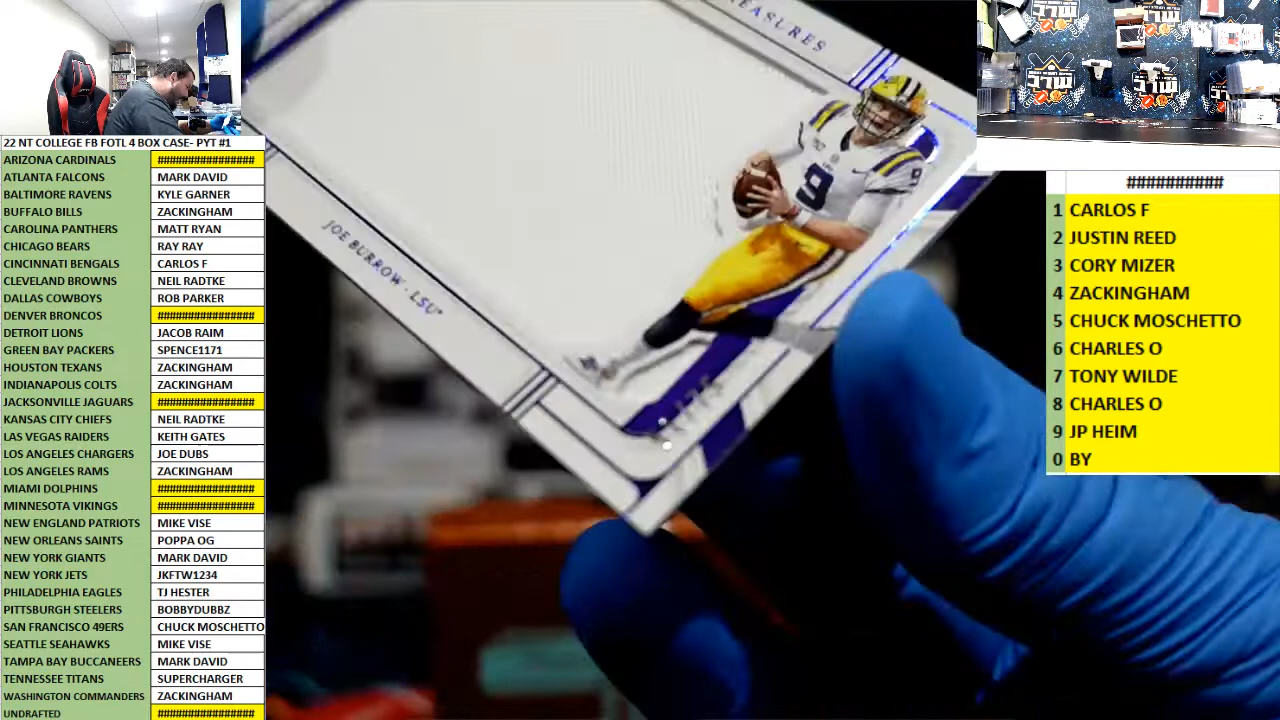 22 NT COLLEGE FB FOTL 4 BOX CASE- PYT #1
ARIZONA CARDINALS ################
ATLANTA FALCONS MARK DAVID
BALTIMORE RAVENS KYLE GARNER
BUFFALO BILLS ZACKINGHAM
CAROLINA PANTHERS MATT RYAN
CHICAGO BEARS RAY RAY
CINCINNATI BENGALS CARLOS F
CLEVELAND BROWNS NEIL RADTKE
DALLAS COWBOYS ROB PARKER
DENVER BRONCOS ################
DETROIT LIONS JACOB RAIM
GREEN BAY PACKERS SPENCE1171
HOUSTON TEXANS ZACKINGHAM
INDIANAPOLIS COLTS ZACKINGHAM
JACKSONVILLE JAGUARS ################
KANSAS CITY CHIEFS NEIL RADTKE
LAS VEGAS RAIDERS KEITH GATES
LOS ANGELES CHARGERS JOE DUBS
LOS ANGELES RAMS ZACKINGHAM
MIAMI DOLPHINS ################
MINNESOTA VIKINGS ################
NEW ENGLAND PATRIOTS MIKE VISE
NEW ORLEANS SAINTS POPPA OG
NEW YORK GIANTS MARK DAVID
NEW YORK JETS JKFTW1234
PHILADELPHIA EAGLES TJ HESTER
PITTSBURGH STEELERS BOBBYDUBBZ
SAN FRANCISCO 49ERS CHUCK MOSCHETTO
SEATTLE SEAHAWKS MIKE VISE
TAMPA BAY BUCCANEERS MARK DAVID
TENNESSEE TITANS SUPERCHARGER
WASHINGTON COMMANDERS ZACKINGHAM
UNDRAFTED ################
REASURES
9
JOE BURROW - LSU
##########
1 CARLOS F
2 JUSTIN REED
3 CORY MIZER
4 ZACKINGHAM
5 CHUCK MOSCHETTO
6 CHARLES O
7 TONY WILDE
8 CHARLES O
9 JP HEIM
0 BY